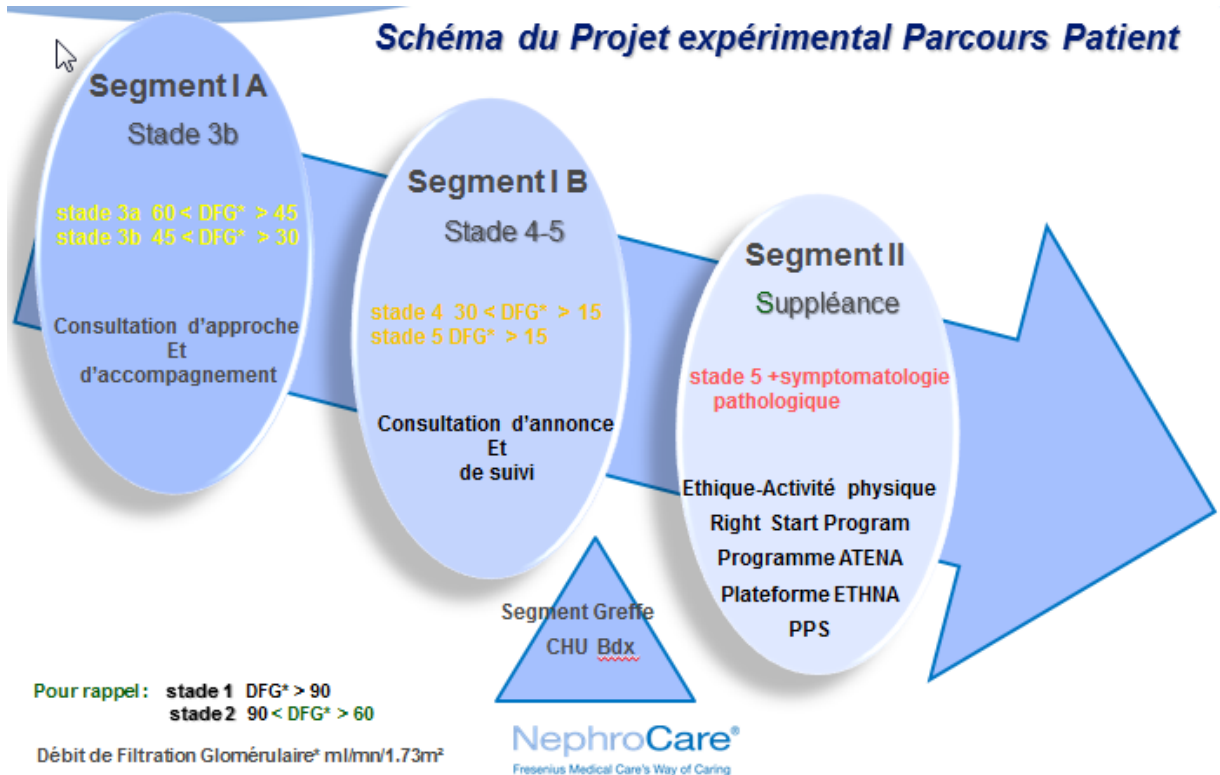 Schéma du Projet expérimental Parcours Patient
Segment I A
Stade 3b
stade 3a 60 < DFG* > 45
stade 3b 45 < DFG* > 30
Consultation d'approche
Et
d'accompagnement
Segment I B
Stade 4-5
stade 4 30 < DFG* > 15
stade 5 DFG* > 15
Consultation d'annonce
Et
de suivi
Segment II
Suppléance
stade 5 +symptomatologie
pathologique
Ethique-Activité physique
Right Start Program
Programme ATENA
Plateforme ETHNA
PPS
Segment Greffe
CHU Bdx
Pour rappel : stade 1 DFG* > 90
stade 2 90 < DFG* > 60
Débit de Filtration Glomérulaire* ml/mn/1.73m²
NephroCare®
Fresenius Medical Care's Way of Caring